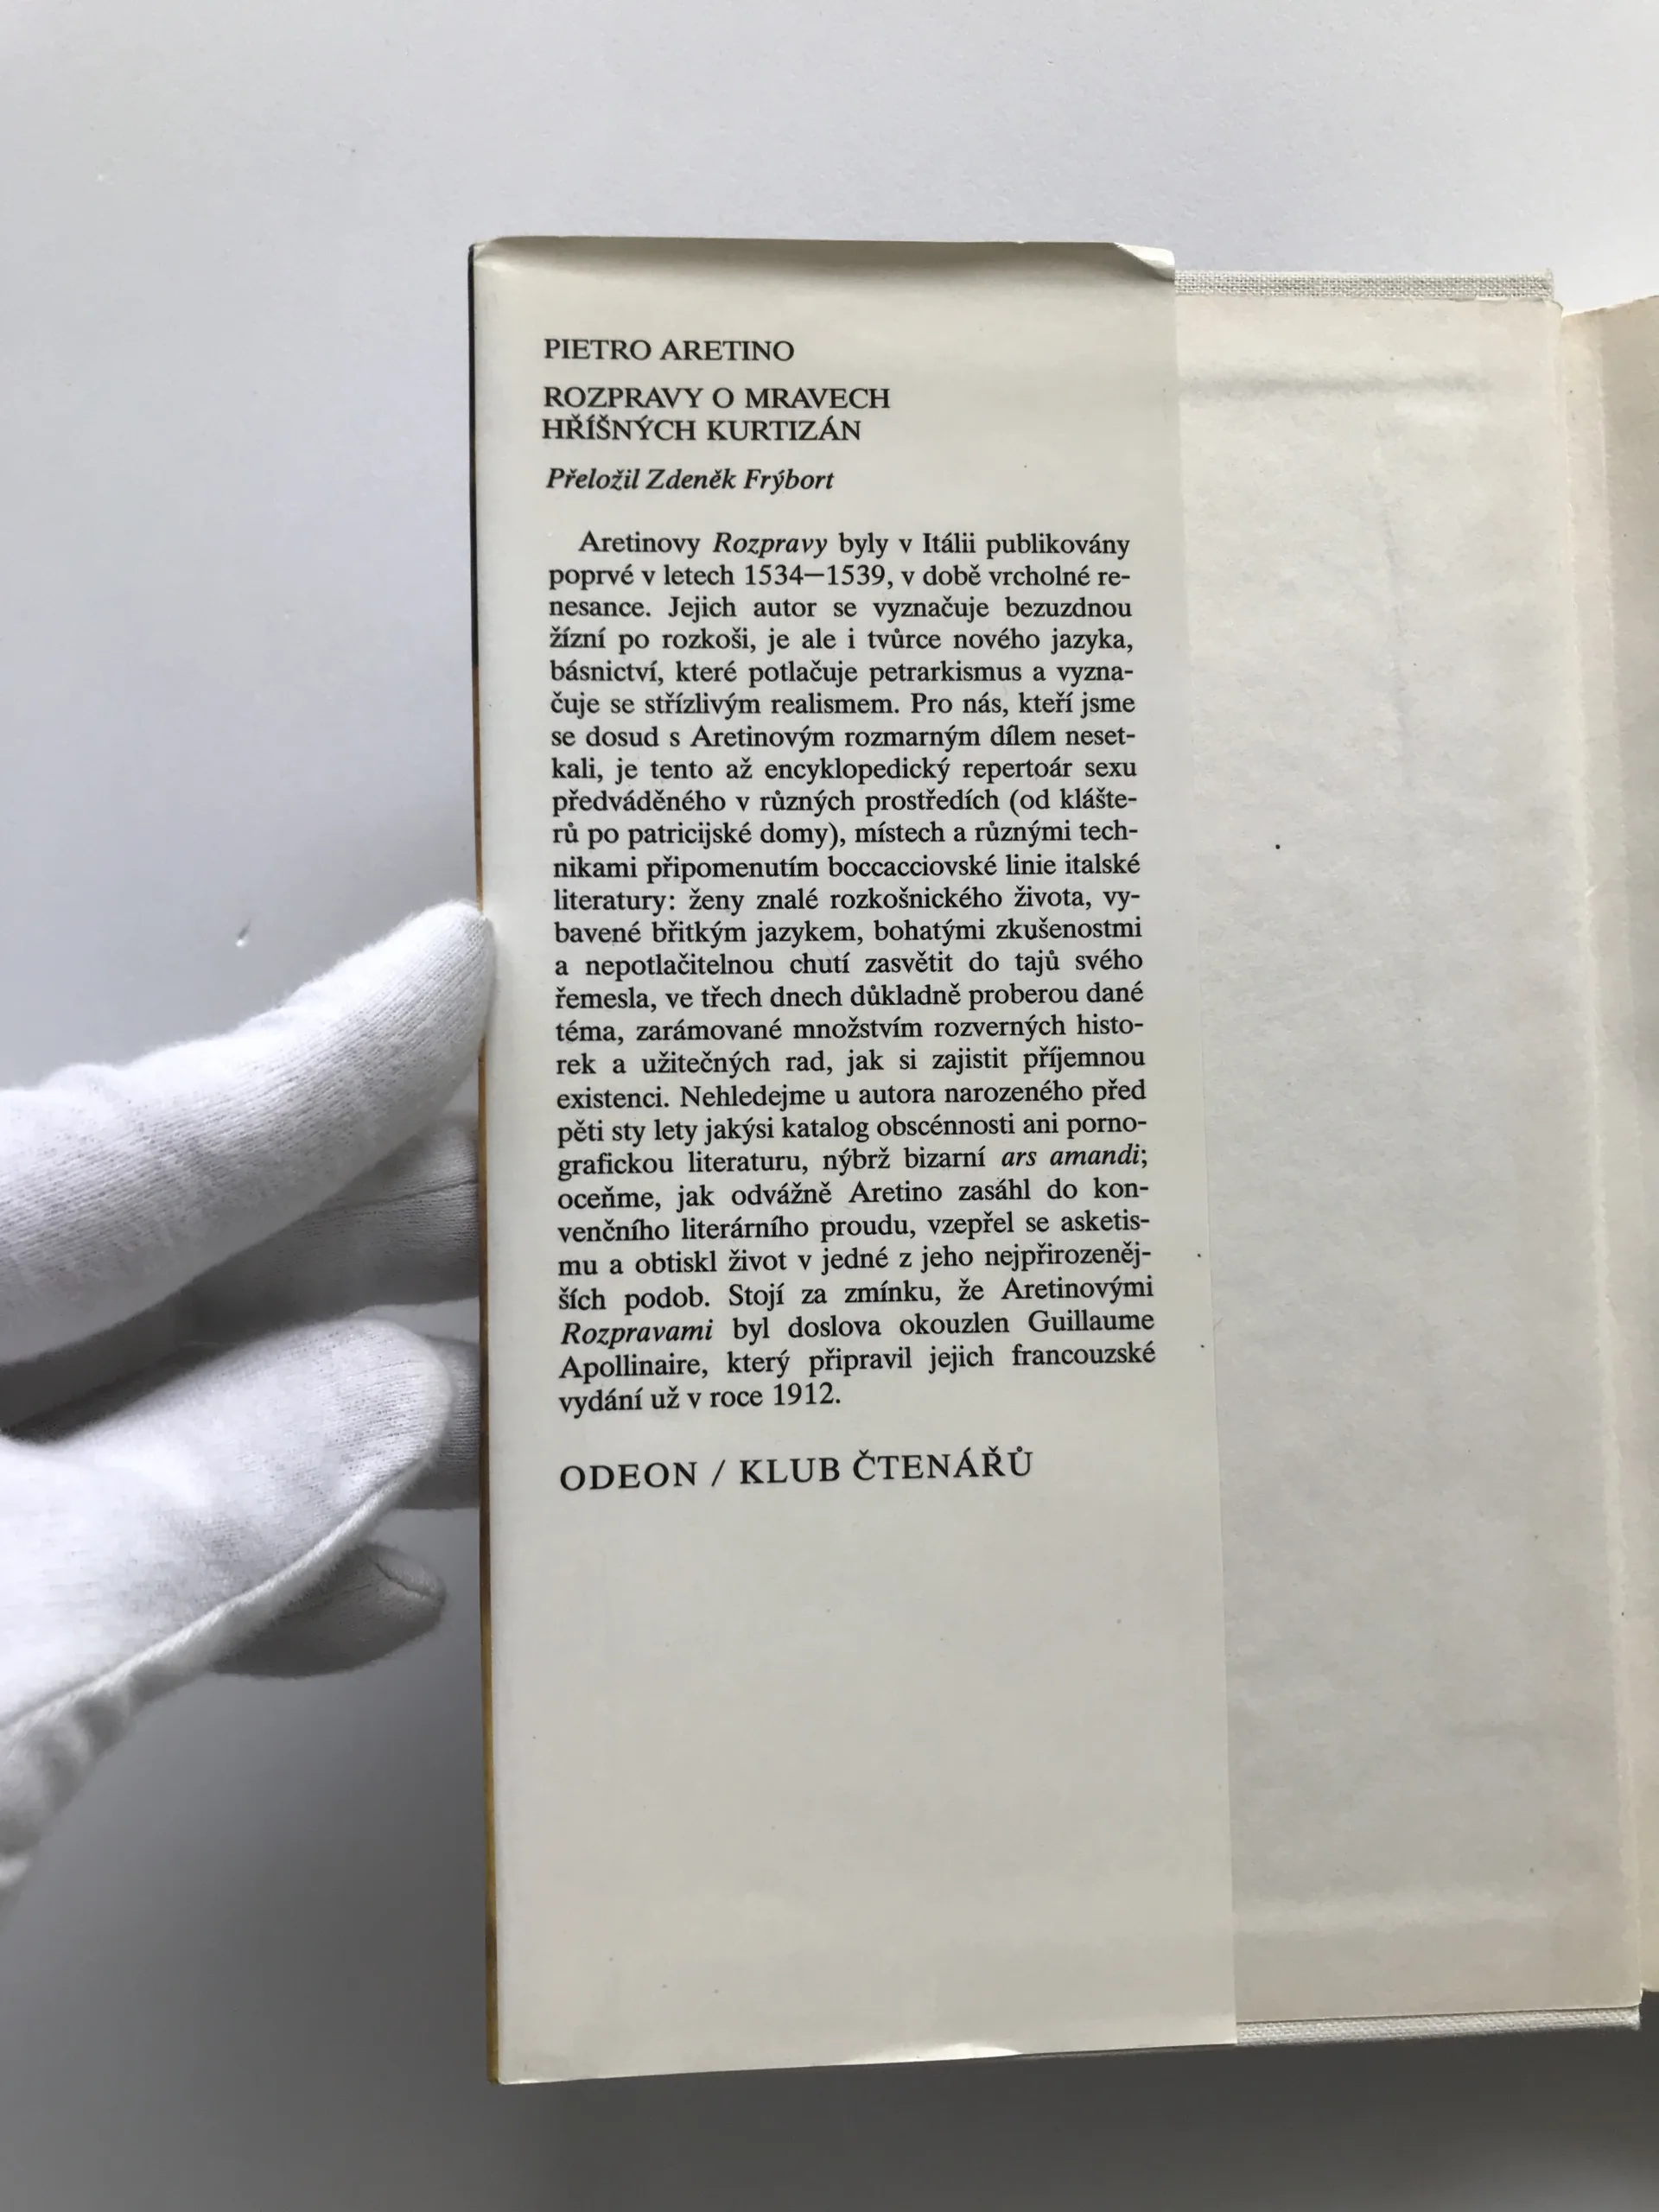 PIETRO ARETINO
ROZPRAVY O MRAVECH
HŘÍŠNÝCH KURTIZÁN
Přeložil Zdeněk Frýbort
Aretinovy Rozpravy byly v Itálii publikovány
poprvé v letech 1534—1539, v době vrcholné re-
nesance. Jejich autor se vyznačuje bezuzdnou
žízní po rozkoši, je ale i tvůrce nového jazyka,
básnictví, které potlačuje petrarkismus a vyzna-
čuje se střízlivým realismem. Pro nás, kteří jsme
se dosud s Aretinovým rozmarným dílem neset-
kali, je tento až encyklopedický repertoár sexu
předváděného v různých prostředích (od klášte-
rů po patricijské domy), místech a různými tech-
nikami připomenutím boccacciovské linie italské
literatury: ženy znalé rozkošnického života, vy-
bavené břitkým jazykem, bohatými zkušenostmi
a nepotlačitelnou chutí zasvětit do tajů svého
řemesla, ve třech dnech důkladně proberou dané
téma, zarámované množstvím rozverných histo-
rek a užitečných rad, jak si zajistit příjemnou
existenci. Nehledejme u autora narozeného před
pěti sty lety jakýsi katalog obscénnosti ani porno-
grafickou literaturu, nýbrž bizarní ars amandi;
oceňme, jak odvážně Aretino zasáhl do kon-
venčního literárního proudu, vzepřel se asketis-
mu a obtiskl život v jedné z jeho nejpřirozeněj-
ších podob. Stojí za zmínku, že Aretinovými
Rozpravami byl doslova okouzlen Guillaume
Apollinaire, který připravil jejich francouzské
vydání už v roce 1912.
ODEON / KLUB ČTENÁŘŮ